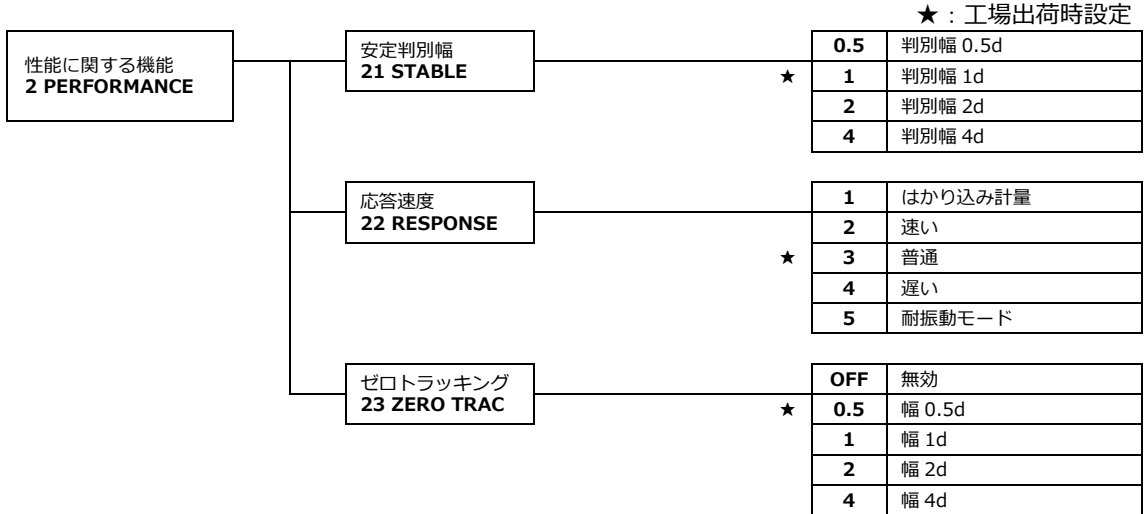 ★：工場出荷時設定
性能に関する機能
2 PERFORMANCE
安定判別幅
21 STABLE
0.5 判別幅 0.5d
★ 1 判別幅 1d
2 判別幅 2d
4 判別幅 4d
応答速度
22 RESPONSE
1 はかり込み計量
2 速い
★ 3 普通
4 遅い
5 耐振動モード
ゼロトラッキング
23 ZERO TRAC
OFF 無効
★ 0.5 幅 0.5d
1 幅 1d
2 幅 2d
4 幅 4d